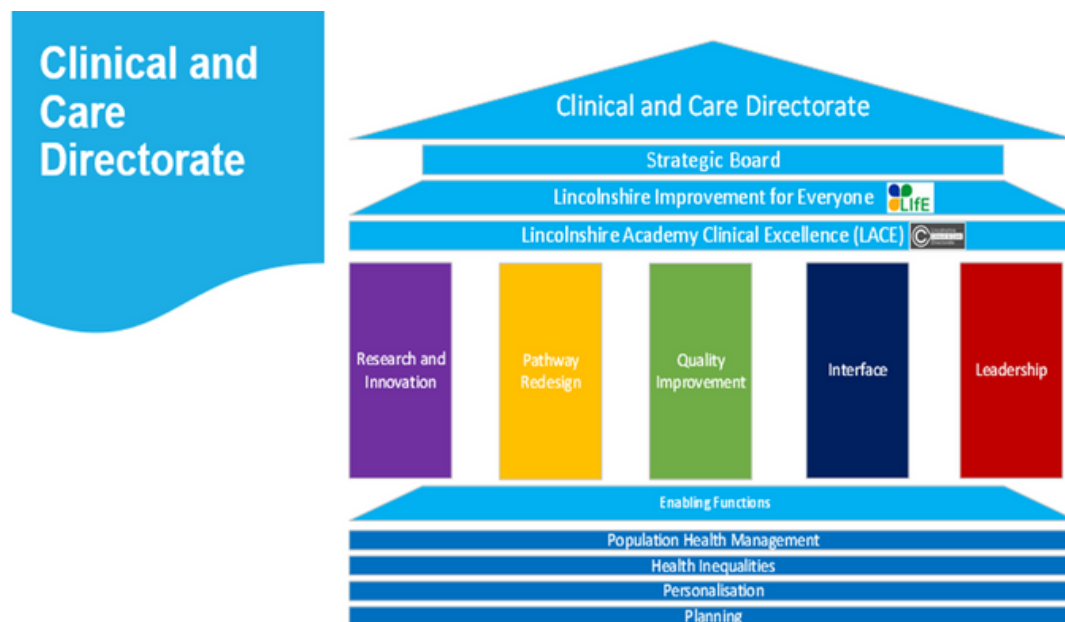 Clinical and
Care
Directorate
Clinical and Care Directorate
Strategic Board
Lincolnshire Improvement for Everyone
LIfE
Lincolnshire Academy Clinical Excellence (LACE)
Research and
Innovation
Pathway
Redesign
Quality
Improvement
Interface
Leadership
Enabling Functions
Population Health Management
Health Inequalities
Personalisation
Planning